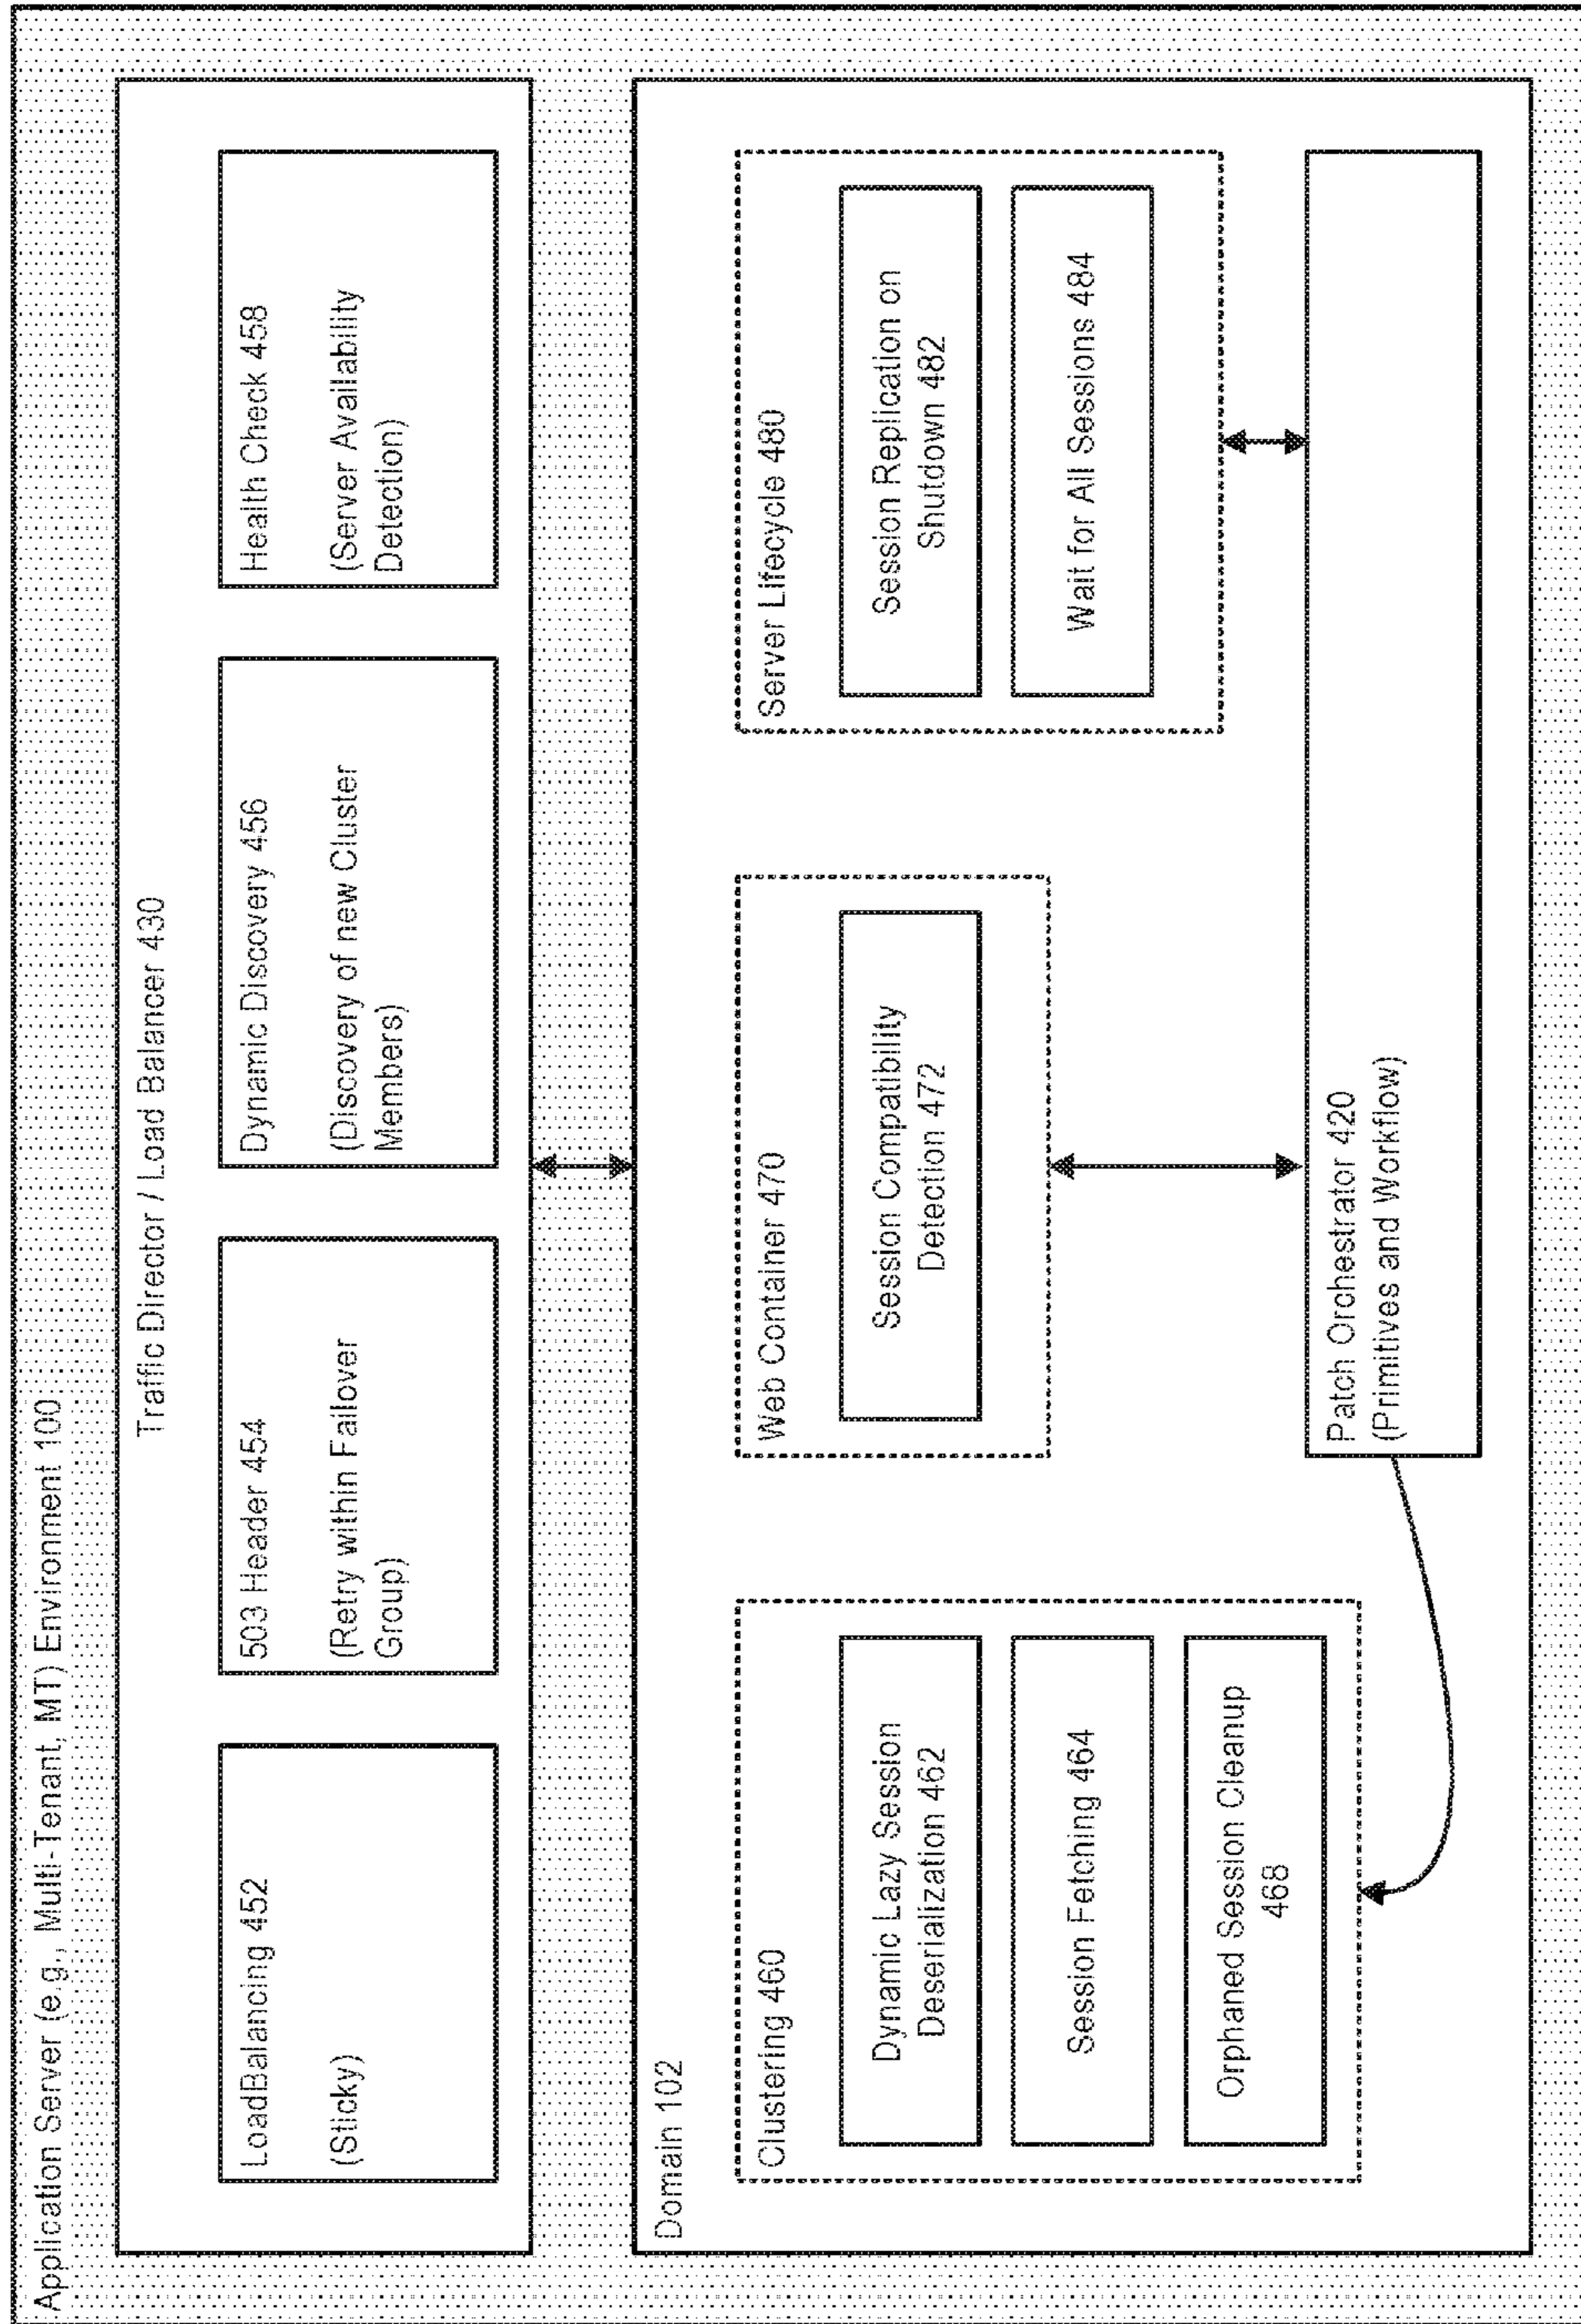 Application Server (e.g., Multi-Tenant, MT) Environment 100
Traffic Director / Load Balancer 430
LoadBalancing 452
(Sticky)
503 Header 454
(Retry within Failover
Group)
Dynamic Discovery 456
(Discovery of new Cluster
Members)
Health Check 458
(Server Availability
Detection)
Domain 102
Clustering 460
Dynamic Lazy Session
Deserialization 462
Session Fetching 464
Orphaned Session Cleanup
468
Web Container 470
Session Compatibility
Detection 472
Server Lifecycle 480
Session Replication on
Shutdown 482
Wait for All Sessions 484
Patch Orchestrator 420
(Primitives and Workflow)